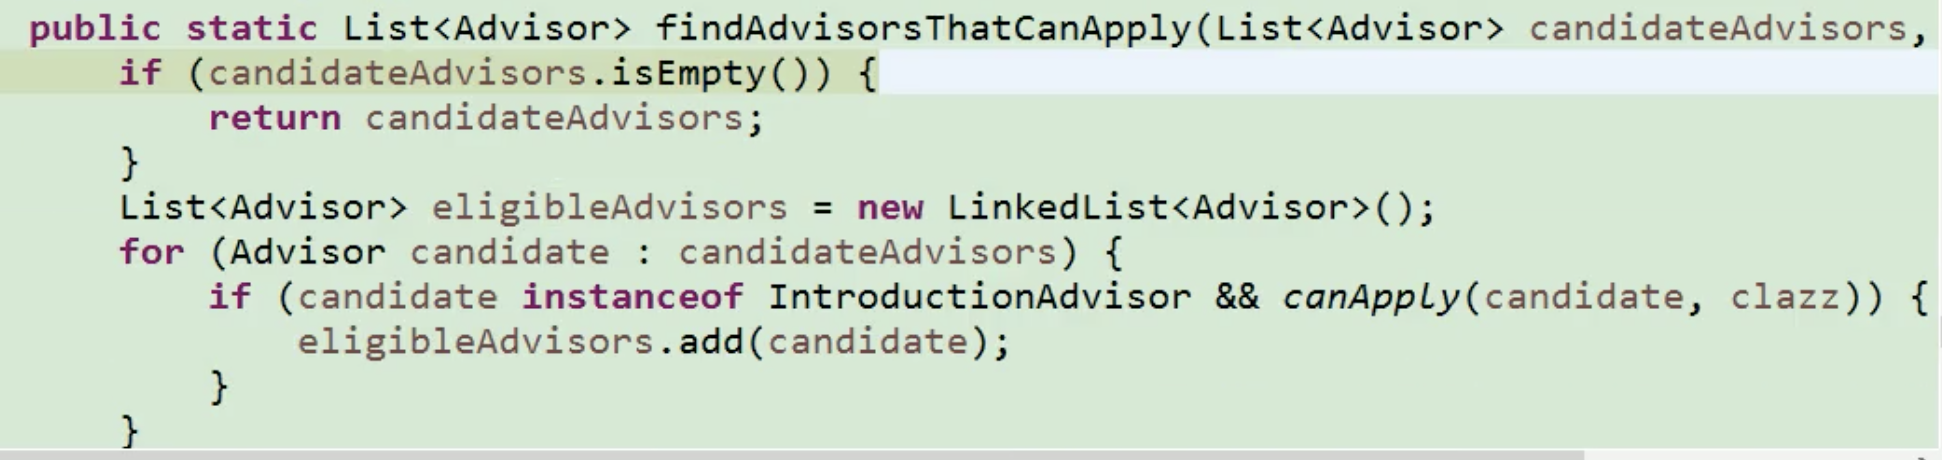 public static List<Advisor> findAdvisorsThatCanApply(List<Advisor> candidateAdvisors,
if (candidateAdvisors.isEmpty()) {
return candidateAdvisors;
}
List<Advisor> eligibleAdvisors = new LinkedList<Advisor>();
for (Advisor candidate : candidateAdvisors) {
if (candidate instanceof IntroductionAdvisor && canApply(candidate, clazz)) {
eligibleAdvisors.add(candidate);
}
}